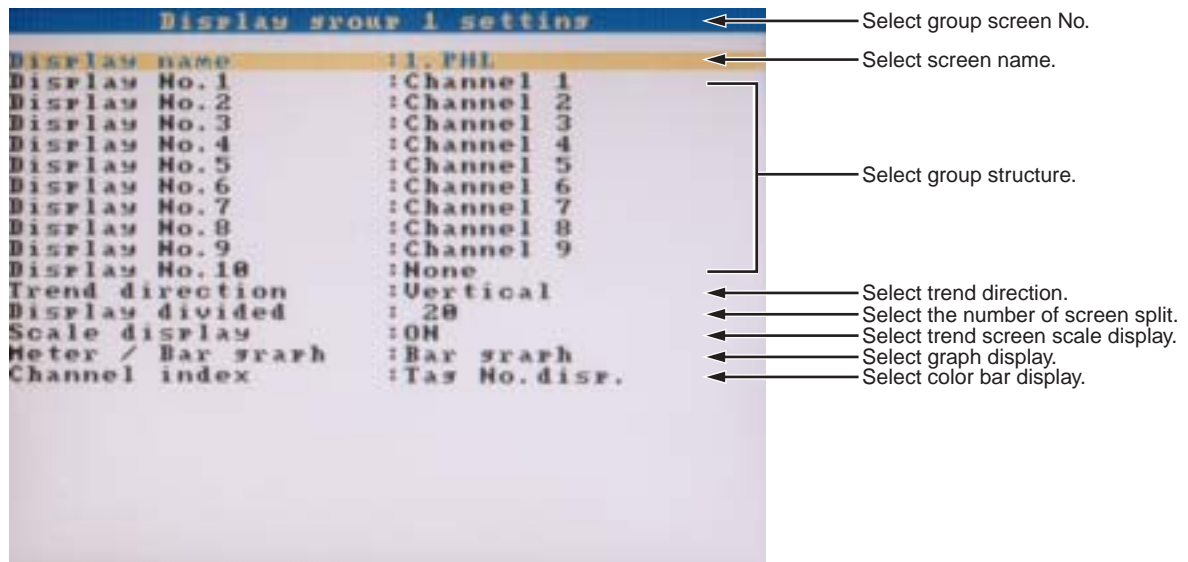 Display group 1 setting
Select group screen No.
Display name :1.PHL
Select screen name.
Display No.1 :Channel 1
Display No.2 :Channel 2
Display No.3 :Channel 3
Display No.4 :Channel 4
Display No.5 :Channel 5
Display No.6 :Channel 6
Display No.7 :Channel 7
Display No.8 :Channel 8
Display No.9 :Channel 9
Display No.10 :None
Select group structure.
Trend direction :Vertical
Select trend direction.
Display divided : 20
Select the number of screen split.
Scale display :ON
Select trend screen scale display.
Meter / Bar graph :Bar graph
Select graph display.
Channel index :Tag No.disp.
Select color bar display.